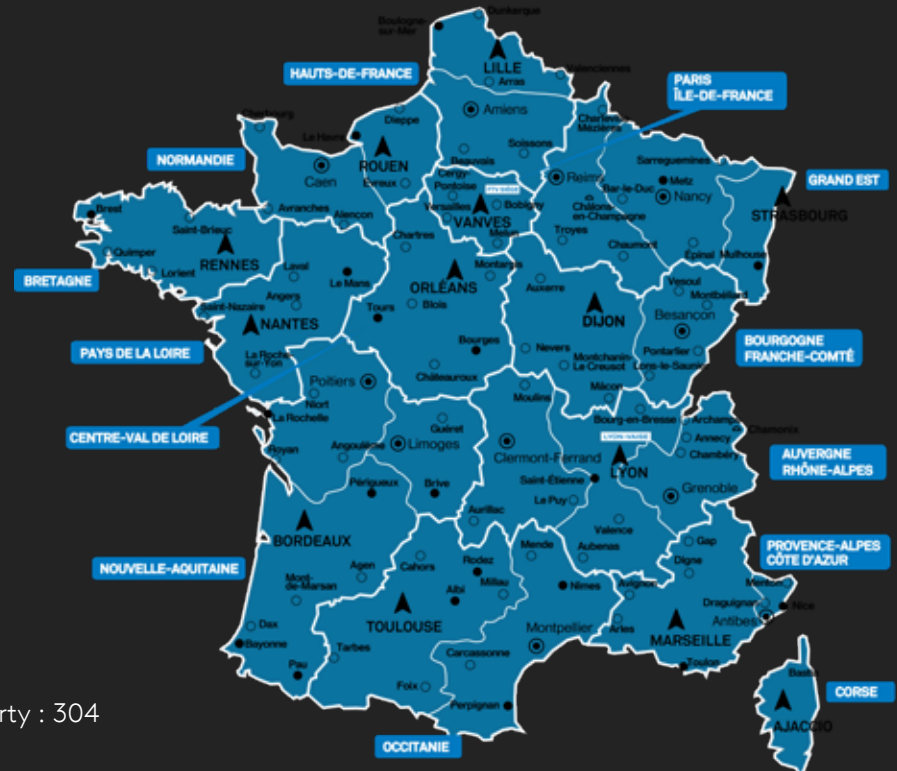 Dunkerque
Boulogne-
sur-Mer
LILLE
Valenciennes
HAUTS-DE-FRANCE
Arras
PARIS
ÎLE-DE-FRANCE
Amiens
Cherbourg
Dieppe
Charleville
Mézières
Le Havre
Soissons
ROUEN
Beauvais
NORMANDIE
Caen
Evreux
Cergy-
Pontoise
Reims
Sarreguemines
Metz
GRAND EST
Bar-le-Duc
Nancy
Versailles
Bobigny
VANVES
Châlons-
en-Champagne
STRASBOURG
Brest
Avranches
Alençon
Saint-Brieuc
Melun
Troyes
Chartres
Chaumont
Épinal
Mulhouse
Quimper
RENNES
Lorient
BRETAGNE
Laval
Le Mans
ORLÉANS
Montargis
Auxerre
Vesoul
Montbéliard
Saint-Nazaire
Angers
Blois
Tours
DIJON
Besançon
NANTES
PAYS DE LA LOIRE
Bourges
Nevers
Montchanin-
Le Creusot
Pontarlier
Lons-le-Saunier
BOURGOGNE
FRANCHE-COMTÉ
La Roche-
sur-Yon
Poitiers
Châteauroux
Moulins
Mâcon
Niort
La Rochelle
Bourg-en-Bresse
Archamps
CENTRE-VAL DE LOIRE
Guéret
Chamonix
Annecy
Royan
Angoulême
Limoges
LYON-VAISE
Clermont-Ferrand
LYON
Chambéry
AUVERGNE
RHÔNE-ALPES
Périgueux
Brive
Saint-Étienne
Le Puy
Grenoble
Aurillac
BORDEAUX
Valence
NOUVELLE-AQUITAINE
Mende
Aubenas
Gap
PROVENCE-ALPES
CÔTE D'AZUR
Agen
Cahors
Rodez
Digne
Mont-
de-Marsan
Millau
Nîmes
Avignon
Menton
Albi
Draguignan
Nice
Dax
TOULOUSE
Montpellier
Arles
MARSEILLE
Antibes
Bayonne
Tarbes
Carcassonne
Toulon
Pau
Foix
Bastia
Perpignan
CORSE
rty : 304
AJACCIO
OCCITANIE